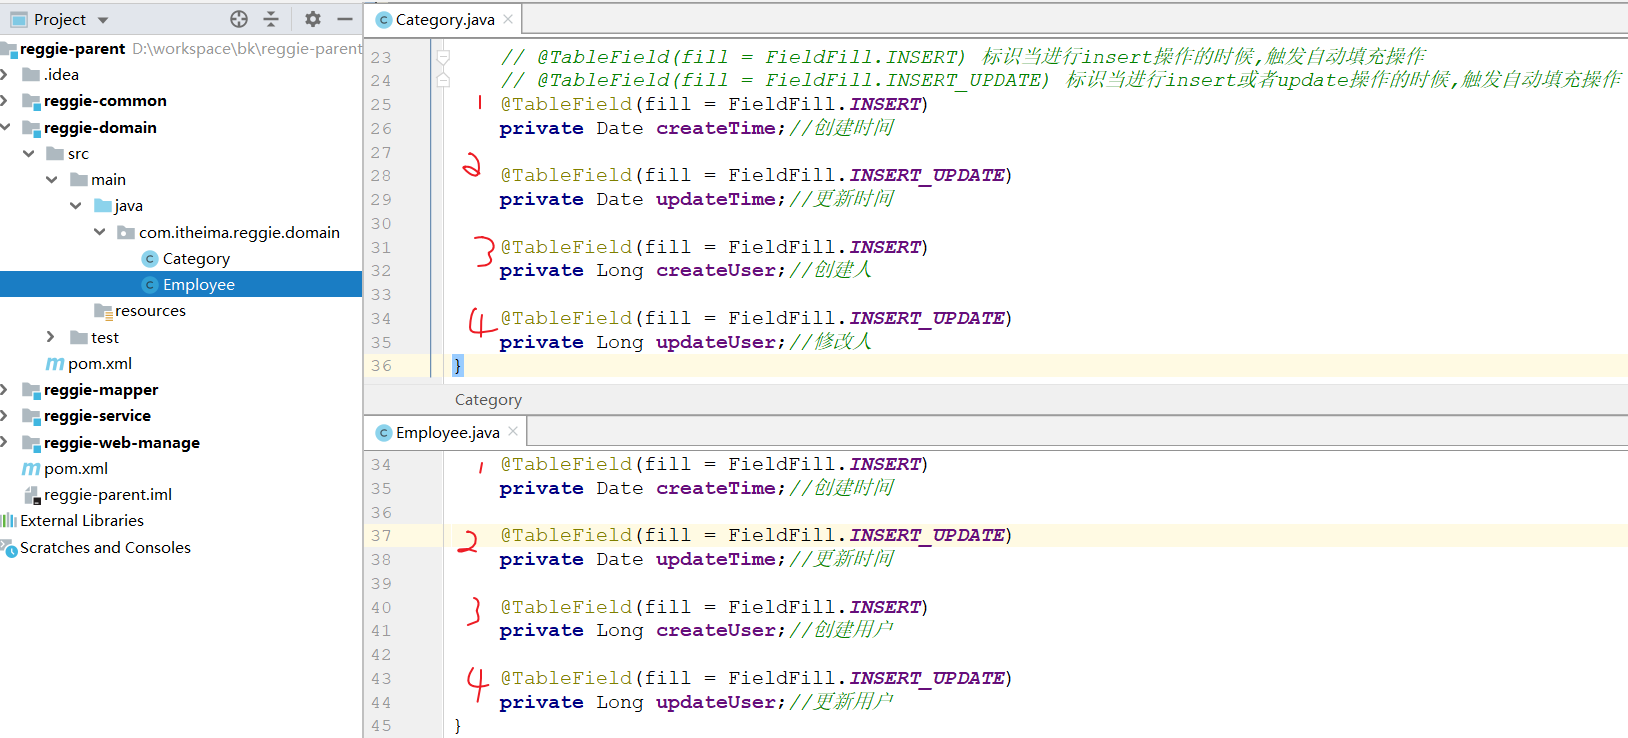 Project
reggie-parent D:\workspace\bk\reggie-parent
.idea
reggie-common
reggie-domain
src
main
java
com.itheima.reggie.domain
Category
Employee
resources
test
pom.xml
reggie-mapper
reggie-service
reggie-web-manage
pom.xml
reggie-parent.iml
External Libraries
Scratches and Consoles
Category.java
23 // @TableField(fill = FieldFill.INSERT) 标识当进行insert操作的时候,触发自动填充操作
24 // @TableField(fill = FieldFill.INSERT_UPDATE) 标识当进行insert或者update操作的时候,触发自动填充操作
25 1 @TableField(fill = FieldFill.INSERT)
26 private Date createTime;//创建时间
27
28 2 @TableField(fill = FieldFill.INSERT_UPDATE)
29 private Date updateTime;//更新时间
30
31 3 @TableField(fill = FieldFill.INSERT)
32 private Long createUser;//创建人
33
34 4 @TableField(fill = FieldFill.INSERT_UPDATE)
35 private Long updateUser;//修改人
36 }
Category
Employee.java
34 1 @TableField(fill = FieldFill.INSERT)
35 private Date createTime;//创建时间
36
37 2 @TableField(fill = FieldFill.INSERT_UPDATE)
38 private Date updateTime;//更新时间
39
40 3 @TableField(fill = FieldFill.INSERT)
41 private Long createUser;//创建用户
42
43 4 @TableField(fill = FieldFill.INSERT_UPDATE)
44 private Long updateUser;//更新用户
45 }